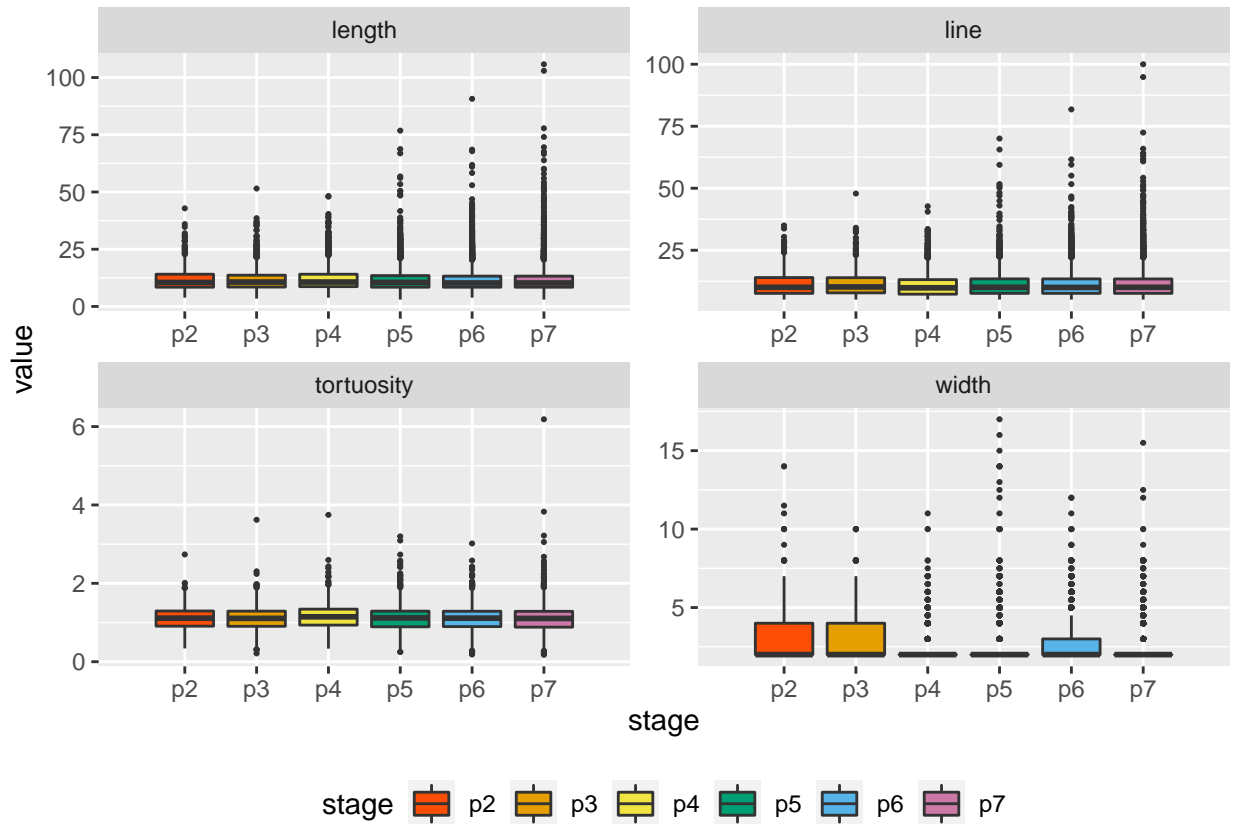 length
line
100
75
50
25
0
p2 p3 p4 p5 p6 p7
100
75
50
25
p2 p3 p4 p5 p6 p7
value
tortuosity
width
6
4
2
0
p2 p3 p4 p5 p6 p7
15
10
5
p2 p3 p4 p5 p6 p7
stage
stage p2 p3 p4 p5 p6 p7